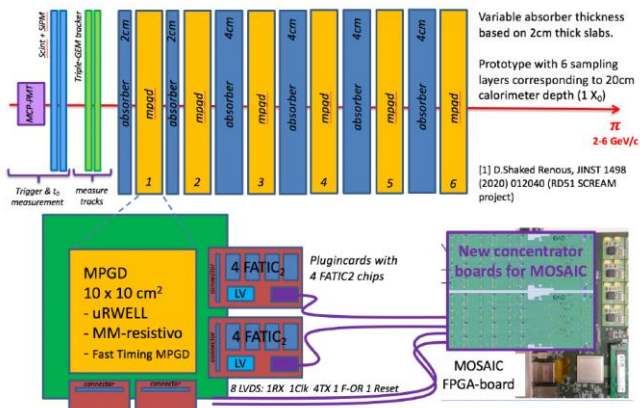 Scint + SiPM
Triple-GEM tracker
2cm
2cm
4cm
4cm
4cm
4cm
MCP-PMT
absorber
mpgd
absorber
mpgd
absorber
mpgd
absorber
mpgd
absorber
mpgd
absorber
mpgd
1
2
3
4
5
6
Trigger & t0
measurement
measure
tracks
Variable absorber thickness
based on 2cm thick slabs.
Prototype with 6 sampling
layers corresponding to 20cm
calorimeter depth (1 X0)
π
2-6 GeV/c
[1] D.Shaked Renous, JINST 1498
(2020) 012040 (RD51 SCREAM
project)
MPGD
10 x 10 cm2
- uRWELL
- MM-resistivo
- Fast Timing MPGD
connector
4 FATIC2
LV
connector
4 FATIC2
LV
Plugincards with
4 FATIC2 chips
New concentrator
boards for MOSAIC
MOSAIC
FPGA-board
connector
connector
8 LVDS: 1RX 1Clk 4TX 1 F-OR 1 Reset